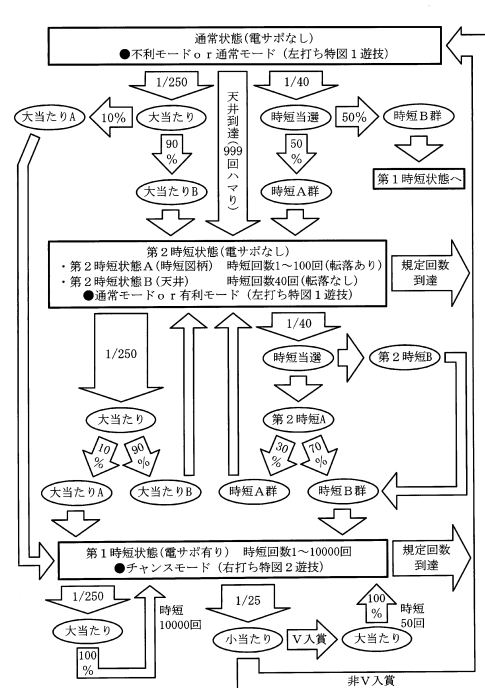 通常状態(電サポなし)
●不利モードor通常モード(左打ち特図1遊技)
1/250
1/40
天井到達(999回ハマり)
大当たりA
10%
大当たり
時短当選
50%
時短B群
90%
50%
第1時短状態へ
大当たりB
時短A群
第2時短状態(電サポなし)
・第2時短状態A(時短図柄) 時短回数1~100回(転落あり)
・第2時短状態B(天井) 時短回数40回(転落なし)
●通常モードor有利モード(左打ち特図1遊技)
規定回数
到達
1/250
1/40
時短当選
第2時短B
大当たり
第2時短A
10%
90%
30%
70%
大当たりA
大当たりB
時短A群
時短B群
第1時短状態(電サポ有り) 時短回数1~10000回
●チャンスモード(右打ち特図2遊技)
規定回数
到達
1/250
時短
10000回
1/25
100%
時短
50回
大当たり
小当たり
V入賞
大当たり
100%
非V入賞